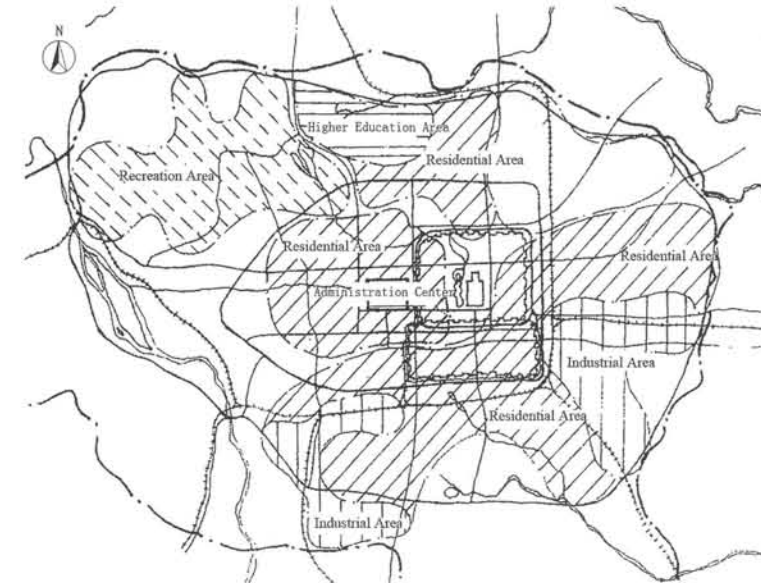 N
Higher Education Area
Residential Area
Recreation Area
Residential Area
Residential Area
Administration Center
Industrial Area
Residential Area
Industrial Area